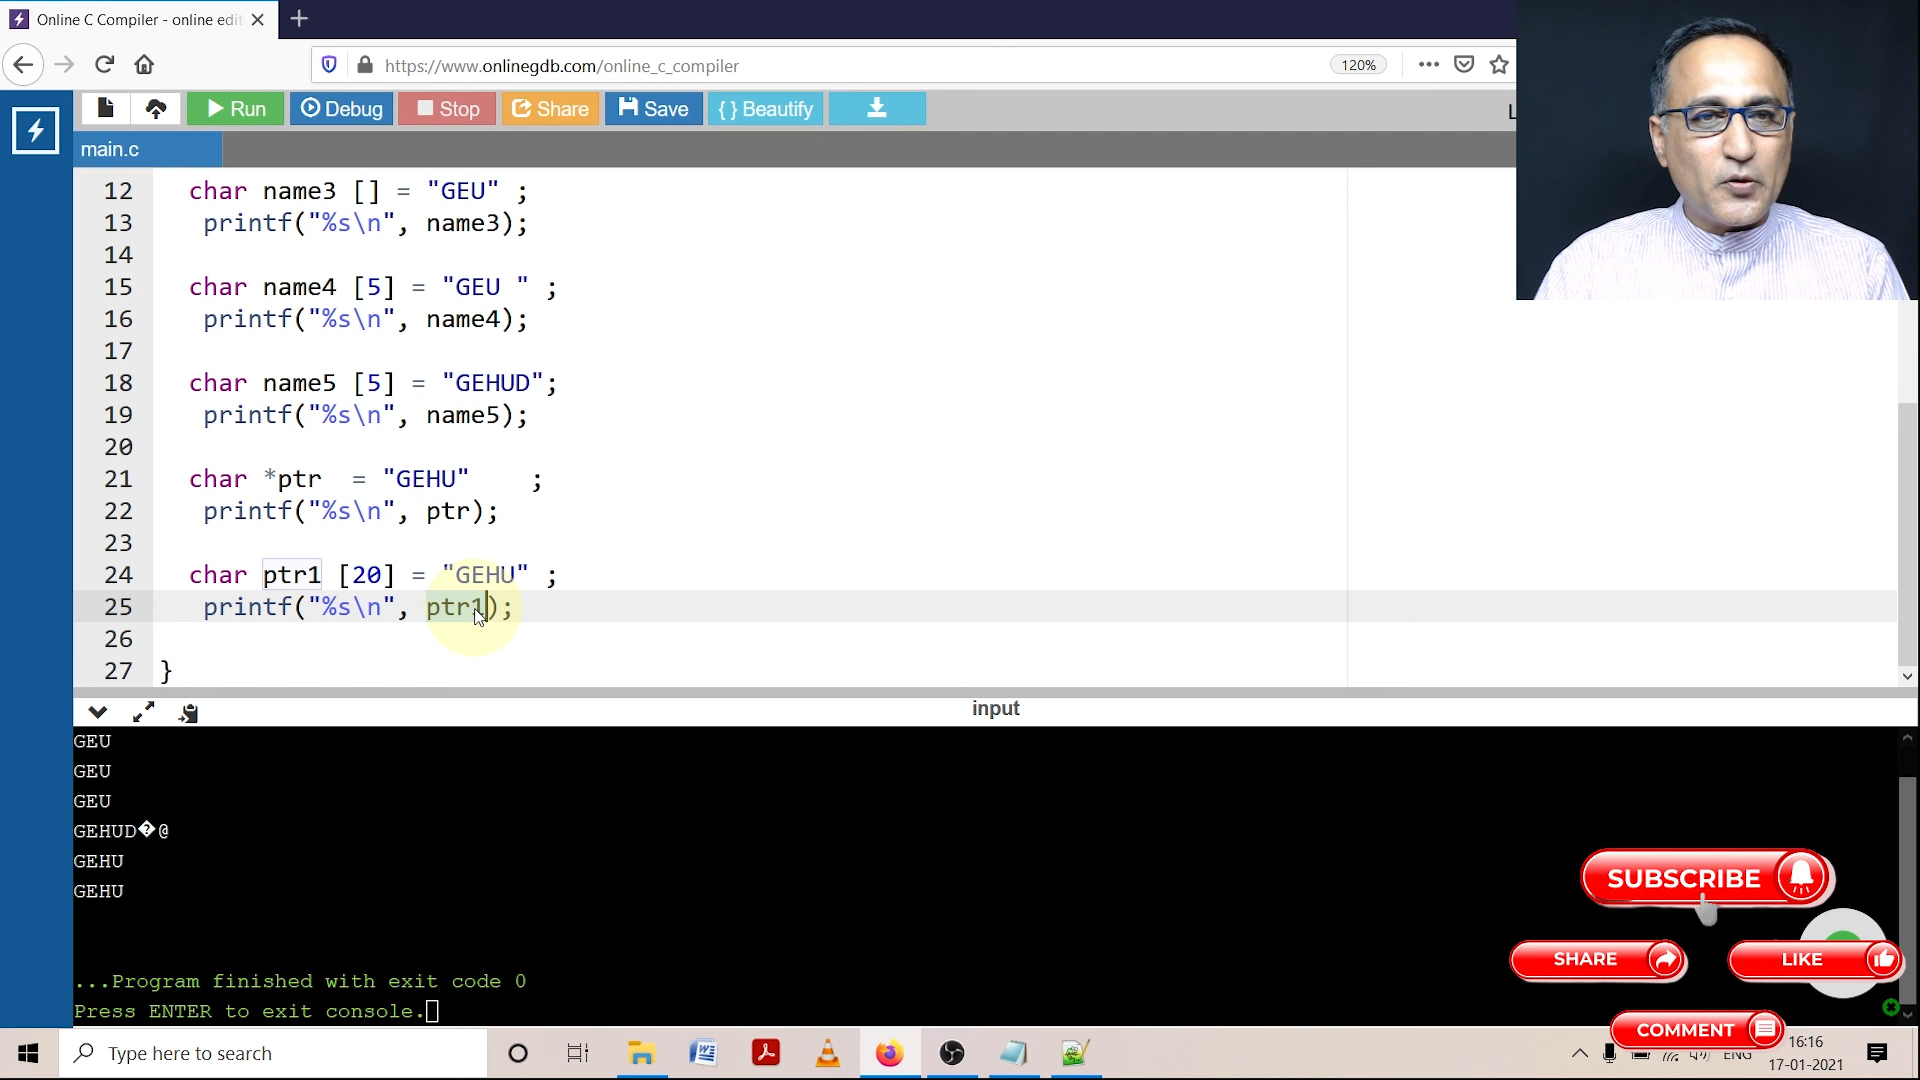 Online C Compiler - online edit
https://www.onlinegdb.com/online_c_compiler
120%
Run
Debug
Stop
Share
Save
{ } Beautify
L
main.c
12 char name3 [] = "GEU" ;
13 printf("%s\n", name3);
14
15 char name4 [5] = "GEU " ;
16 printf("%s\n", name4);
17
18 char name5 [5] = "GEHUD";
19 printf("%s\n", name5);
20
21 char *ptr  = "GEHU"    ;
22 printf("%s\n", ptr);
23
24 char ptr1 [20] = "GEHU" ;
25 printf("%s\n", ptr1);
26
27 }
input
GEU
GEU
GEU
GEHUD�@
GEHU
GEHU
...Program finished with exit code 0
Press ENTER to exit console.
SUBSCRIBE
SHARE
LIKE
COMMENT
Type here to search
ENG
16:16
17-01-2021